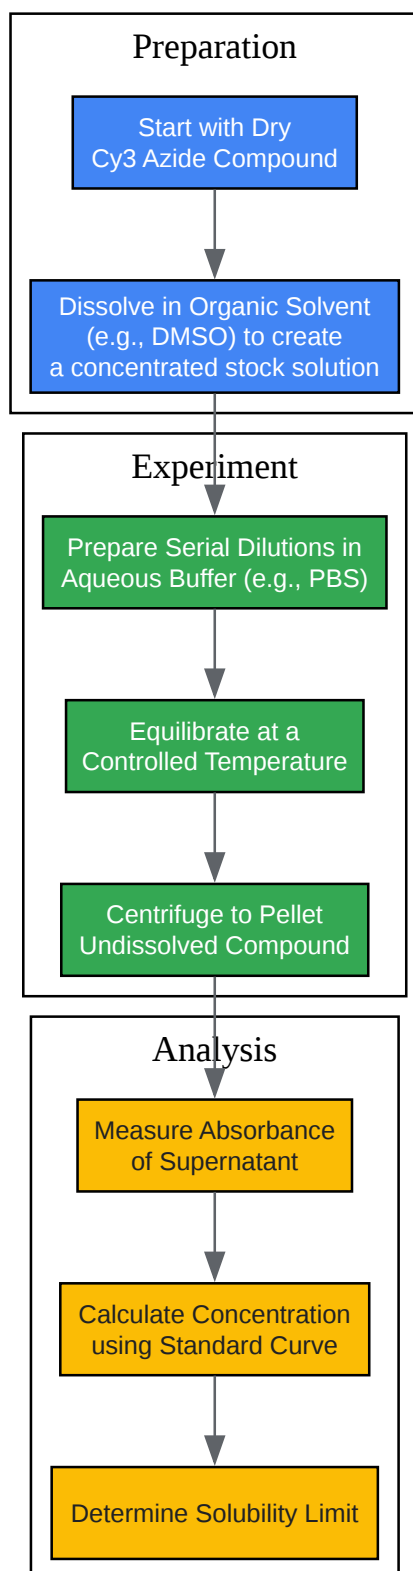 Preparation
Start with Dry
Cy3 Azide Compound
Dissolve in Organic Solvent
(e.g., DMSO) to create
a concentrated stock solution
Experiment
Prepare Serial Dilutions in
Aqueous Buffer (e.g., PBS)
Equilibrate at a
Controlled Temperature
Centrifuge to Pellet
Undissolved Compound
Analysis
Measure Absorbance
of Supernatant
Calculate Concentration
using Standard Curve
Determine Solubility Limit